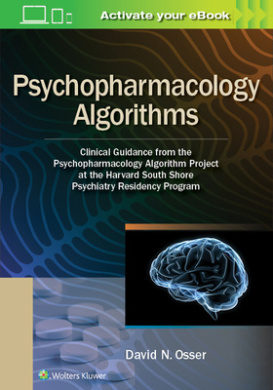 Activate your eBook
Psychopharmacology
Algorithms
Clinical Guidance from the
Psychopharmacology Algorithm Project
at the Harvard South Shore
Psychiatry Residency Program
David N. Osser
Wolters Kluwer